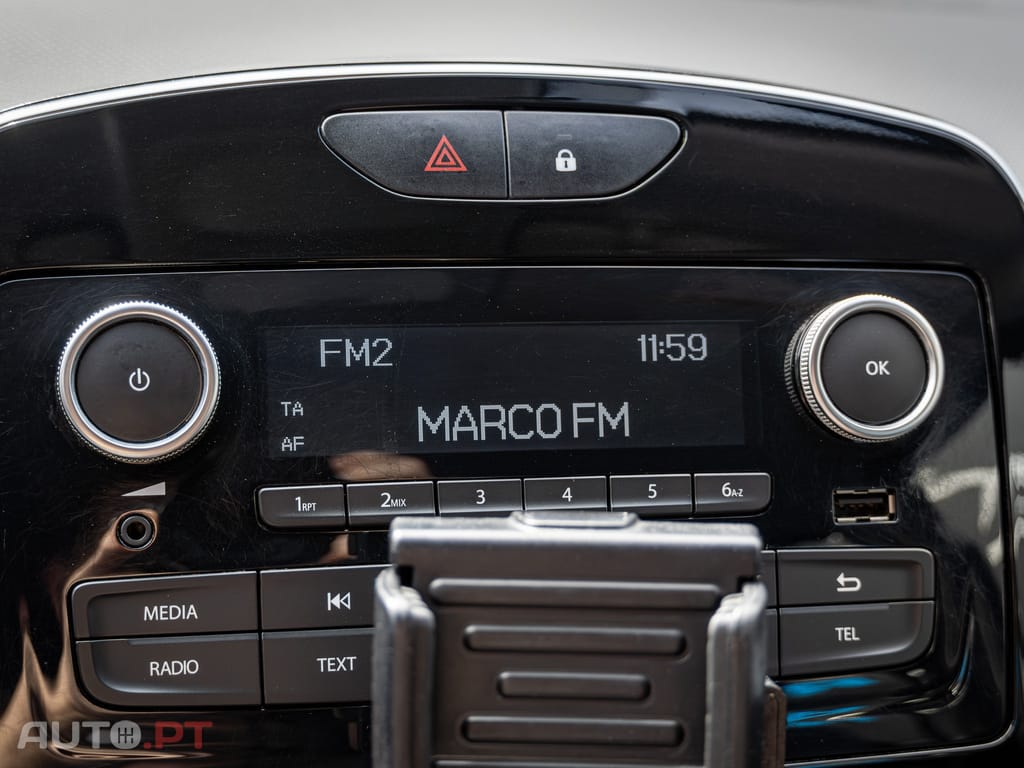 FM2 11:59
TA
MARCO FM
AF
1RPT 2MIX 3 4 5 6A-Z
OK
MEDIA
RADIO TEXT
TEL
AUTO.PT